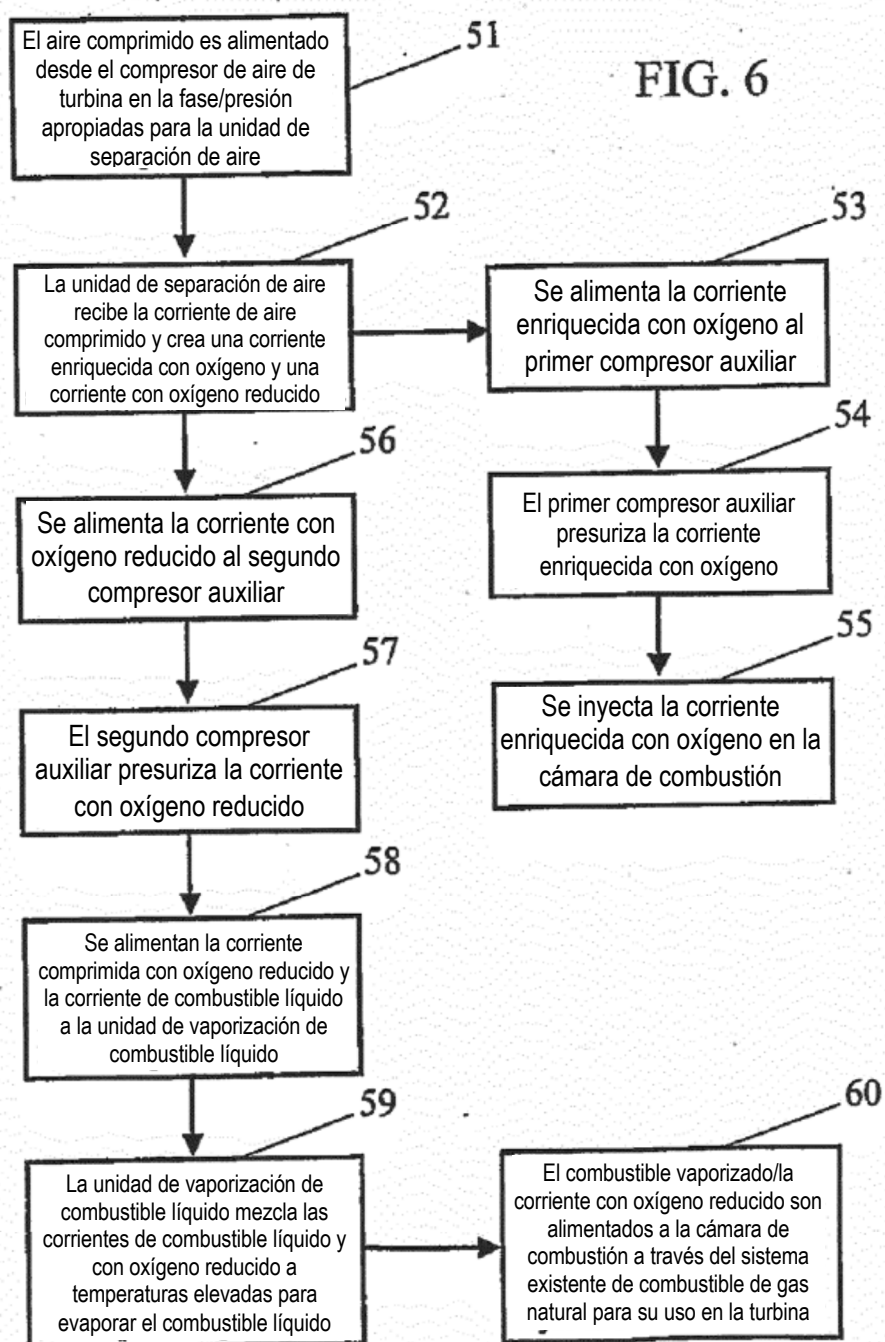 51
FIG. 6
El aire comprimido es alimentado
desde el compresor de aire de
turbina en la fase/presión
apropiadas para la unidad de
separación de aire
52
La unidad de separación de aire
recibe la corriente de aire
comprimido y crea una corriente
enriquecida con oxígeno y una
corriente con oxígeno reducido
53
Se alimenta la corriente
enriquecida con oxígeno al
primer compresor auxiliar
54
El primer compresor auxiliar
presuriza la corriente
enriquecida con oxígeno
55
Se inyecta la corriente
enriquecida con oxígeno en la
cámara de combustión
56
Se alimenta la corriente con
oxígeno reducido al segundo
compresor auxiliar
57
El segundo compresor
auxiliar presuriza la corriente
con oxígeno reducido
58
Se alimentan la corriente
comprimida con oxígeno reducido y
la corriente de combustible líquido
a la unidad de vaporización de
combustible líquido
59
La unidad de vaporización de
combustible líquido mezcla las
corrientes de combustible líquido y
con oxígeno reducido a
temperaturas elevadas para
evaporar el combustible líquido
60
El combustible vaporizado/la
corriente con oxígeno reducido son
alimentados a la cámara de
combustión a través del sistema
existente de combustible de gas
natural para su uso en la turbina